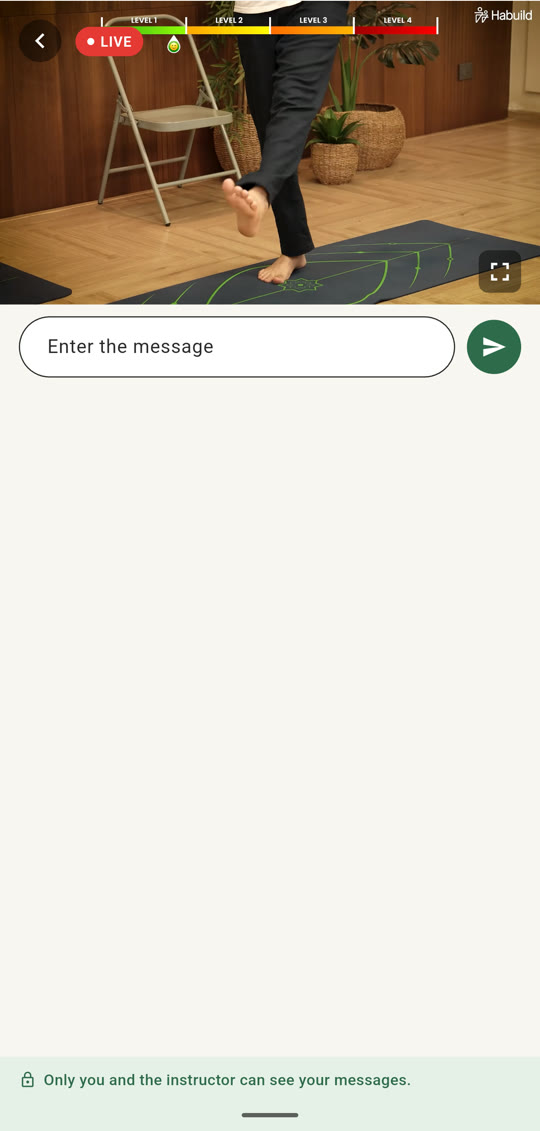 LEVEL 1 LEVEL 2 LEVEL 3 LEVEL 4
Habuild
LIVE
Enter the message
Only you and the instructor can see your messages.